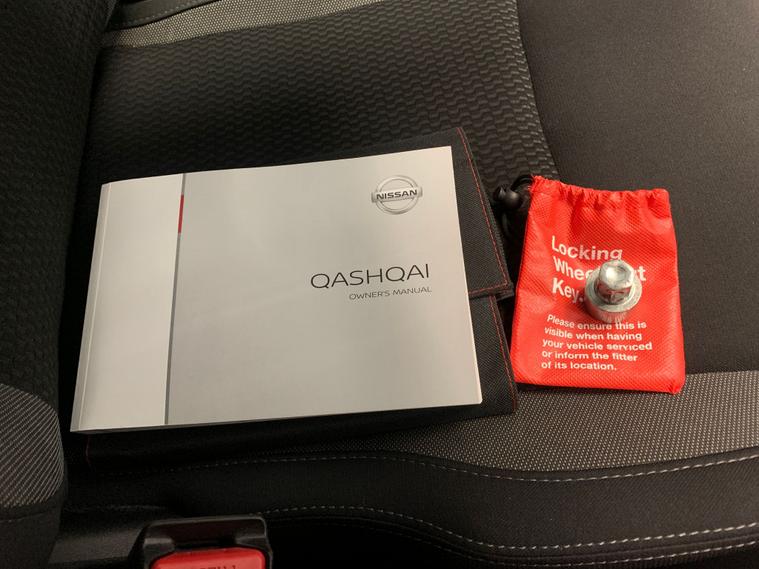 NISSAN
QASHQAI
OWNER'S MANUAL
Locking
Key.
Please ensure this is
visible when having
your vehicle serviced
or inform the fitter
of its location.